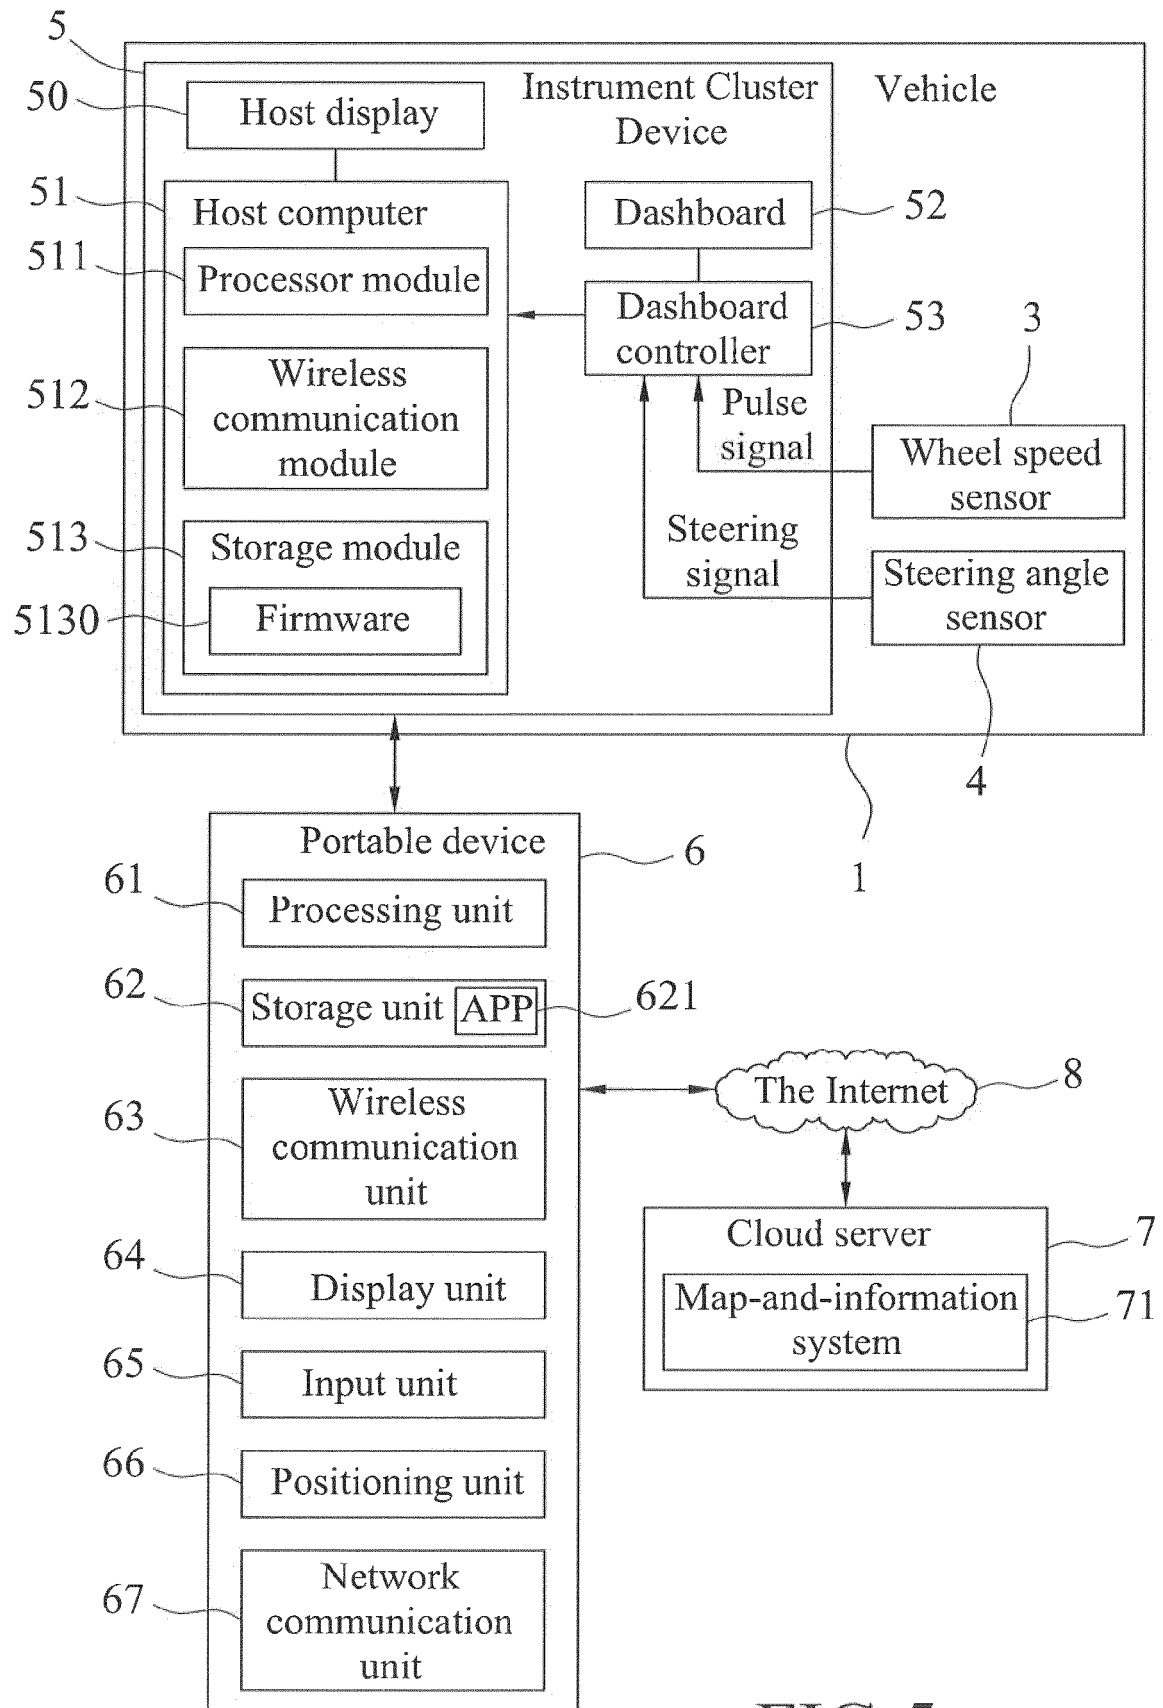 5
50
Host display
Instrument Cluster
Device
Vehicle
51
Host computer
511
Processor module
Dashboard
52
Dashboard
controller
53
3
512
Wireless
communication
module
Pulse
signal
Wheel speed
sensor
513
Storage module
5130
Firmware
Steering
signal
Steering angle
sensor
4
1
Portable device
6
61
Processing unit
62
Storage unit
APP
621
63
Wireless
communication
unit
The Internet
8
Cloud server
7
Map-and-information
system
71
64
Display unit
65
Input unit
66
Positioning unit
67
Network
communication
unit